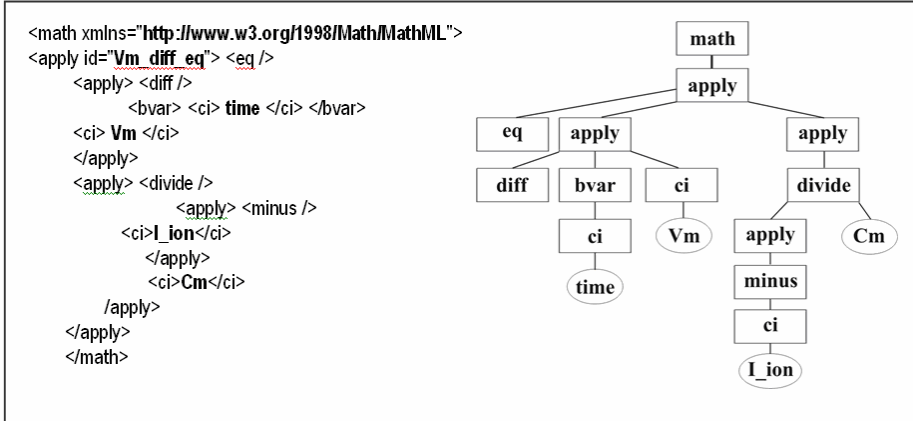 <math xmlns="http://www.w3.org/1998/Math/MathML">
<apply id="Vm_diff_eq"> <eq />
<apply> <diff />
<bvar> <ci> time </ci> </bvar>
<ci> Vm </ci>
</apply>
<apply> <divide />
<apply> <minus />
<ci>I_ion</ci>
</apply>
<ci>Cm</ci>
/apply>
</apply>
</math>
math
apply
eq apply apply
diff bvar ci divide
ci Vm apply Cm
time minus
ci
I_ion